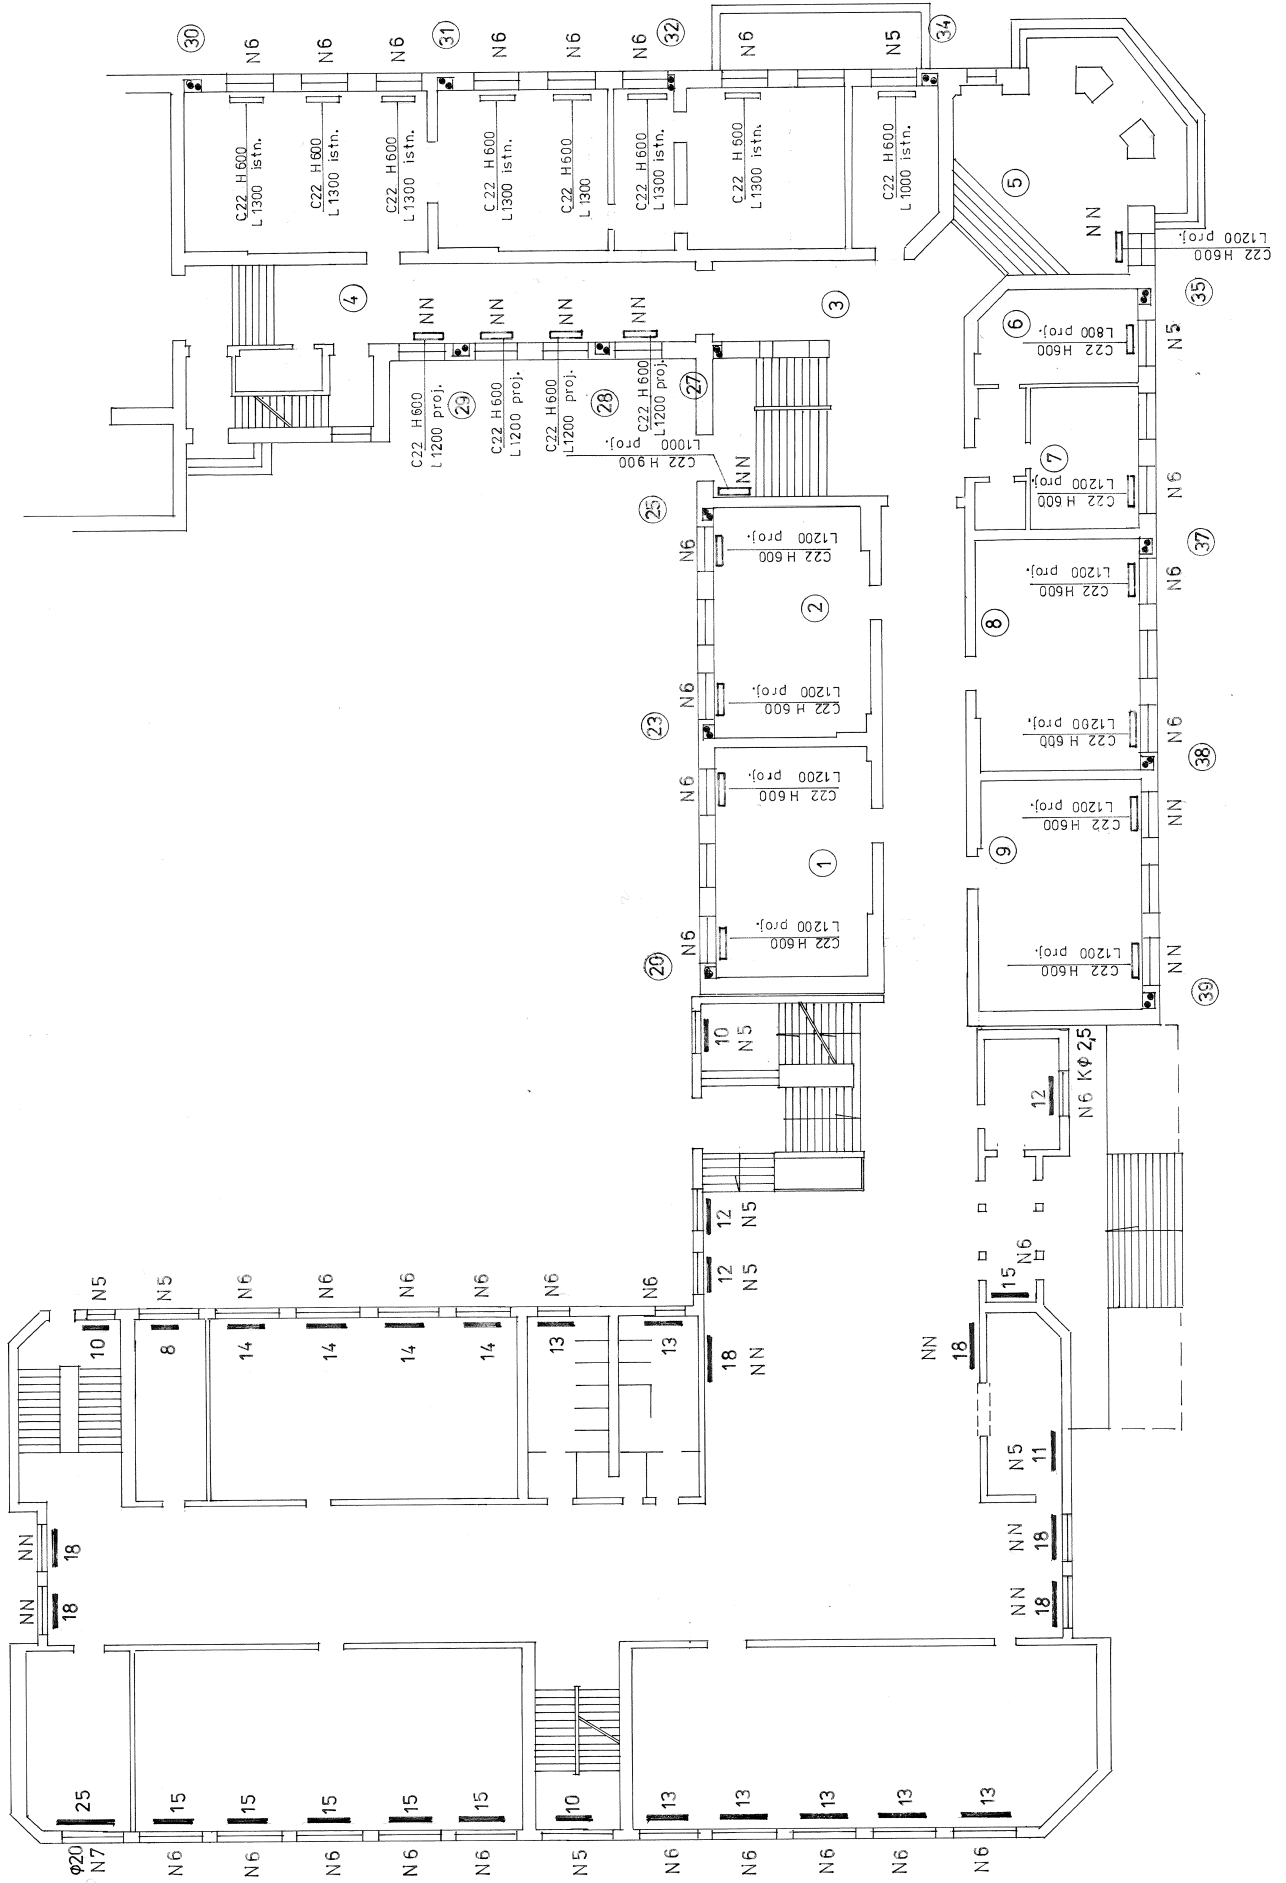 30
N6
N6
N6
31
N6
N6
N6
32
N6
N5
34
C22 H600
L1300 istn.
C22 H600
L1300 istn.
C22 H600
L1300 istn.
C22 H600
L1300 istn.
C22 H600
L1300
C22 H600
L1300 istn.
C22 H600
L1300 istn.
C22 H600
L1000 istn.
5
NN
C22 H600
L1200 proj.
35
4
3
NN
NN
NN
NN
C22 H600
L1200 proj.
29
C22 H600
L1200 proj.
C22 H600
L1200 proj.
28
C22 H600
L1200 proj.
27
C22 H900
L1000 proj.
NN
6
C22 H600
L800 proj.
N5
7
C22 H600
L1200 proj.
N6
37
25
N6
C22 H600
L1200 proj.
2
N6
C22 H600
L1200 proj.
23
8
C22 H600
L1200 proj.
N6
C22 H600
L1200 proj.
N6
38
N6
C22 H600
L1200 proj.
1
N6
C22 H600
L1200 proj.
20
9
C22 H600
L1200 proj.
NN
C22 H600
L1200 proj.
NN
39
10
N5
12
N6 KΦ 2,5
12
N5
12
N5
N6
15
18
NN
NN
18
N5
11
NN
18
NN
18
N5
10
N5
8
N6
14
N6
14
N6
14
N6
14
N6
13
N6
13
NN
18
NN
18
25
Φ20
N7
15
N6
15
N6
15
N6
15
N6
15
N6
10
N5
13
N6
13
N6
13
N6
13
N6
13
N6